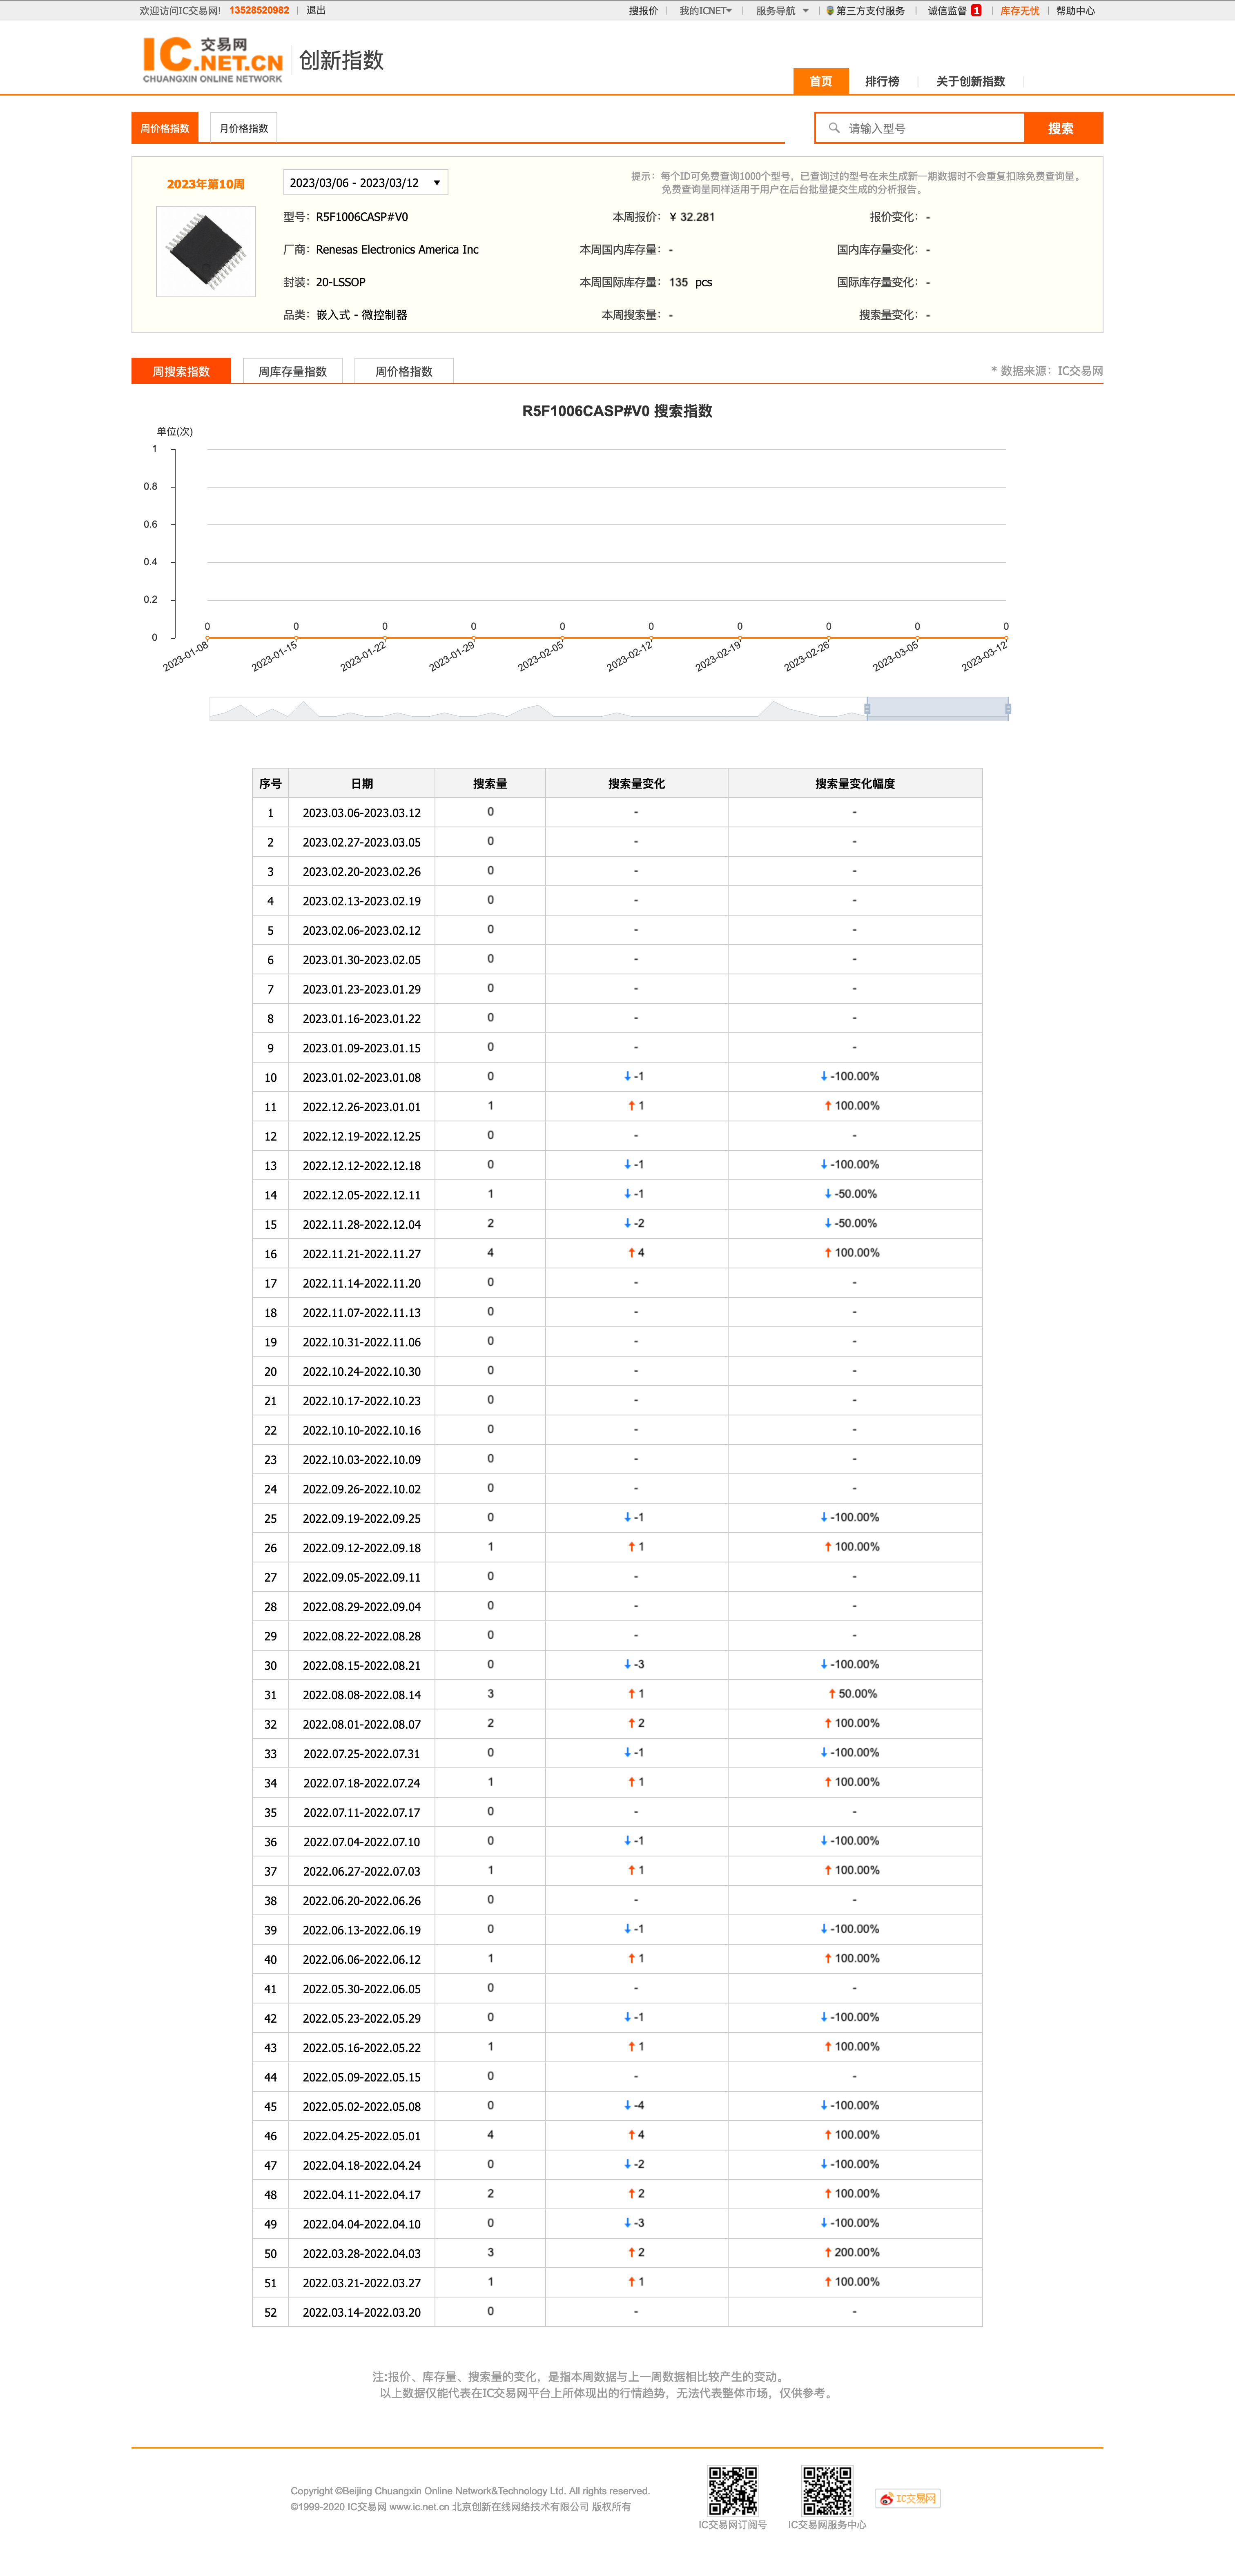 欢迎访问IC交易网! 13528520982 | 退出 搜报价 | 我的ICNET | 服务导航 | 第三方支付服务 | 诚信监督 1 | 库存无忧 | 帮助中心
IC 交易网 .NET.CN 创新指数
CHUANGXIN ONLINE NETWORK
首页 排行榜 关于创新指数
周价格指数 月价格指数 请输入型号 搜索
2023年第10周 2023/03/06 - 2023/03/12 提示：每个ID可免费查询1000个型号，已查询过的型号在未生成新一期数据时不会重复扣除免费查询量。
免费查询量同样适用于用户在后台批量提交生成的分析报告。
型号：R5F1006CASP#V0 本周报价：¥ 32.281 报价变化：-
厂商：Renesas Electronics America Inc 本周国内库存量：- 国内库存量变化：-
封装：20-LSSOP 本周国际库存量：135 pcs 国际库存量变化：-
品类：嵌入式 - 微控制器 本周搜索量：- 搜索量变化：-
周搜索指数 周库存量指数 周价格指数 * 数据来源：IC交易网
R5F1006CASP#V0 搜索指数
单位(次)
1
0.8
0.6
0.4
0.2
0
0 0 0 0 0 0 0 0 0 0
2023-01-08 2023-01-15 2023-01-22 2023-01-29 2023-02-05 2023-02-12 2023-02-19 2023-02-26 2023-03-05 2023-03-12
序号 日期 搜索量 搜索量变化 搜索量变化幅度
1 2023.03.06-2023.03.12 0 - -
2 2023.02.27-2023.03.05 0 - -
3 2023.02.20-2023.02.26 0 - -
4 2023.02.13-2023.02.19 0 - -
5 2023.02.06-2023.02.12 0 - -
6 2023.01.30-2023.02.05 0 - -
7 2023.01.23-2023.01.29 0 - -
8 2023.01.16-2023.01.22 0 - -
9 2023.01.09-2023.01.15 0 - -
10 2023.01.02-2023.01.08 0 ↓ -1 ↓ -100.00%
11 2022.12.26-2023.01.01 1 ↑ 1 ↑ 100.00%
12 2022.12.19-2022.12.25 0 - -
13 2022.12.12-2022.12.18 0 ↓ -1 ↓ -100.00%
14 2022.12.05-2022.12.11 1 ↓ -1 ↓ -50.00%
15 2022.11.28-2022.12.04 2 ↓ -2 ↓ -50.00%
16 2022.11.21-2022.11.27 4 ↑ 4 ↑ 100.00%
17 2022.11.14-2022.11.20 0 - -
18 2022.11.07-2022.11.13 0 - -
19 2022.10.31-2022.11.06 0 - -
20 2022.10.24-2022.10.30 0 - -
21 2022.10.17-2022.10.23 0 - -
22 2022.10.10-2022.10.16 0 - -
23 2022.10.03-2022.10.09 0 - -
24 2022.09.26-2022.10.02 0 - -
25 2022.09.19-2022.09.25 0 ↓ -1 ↓ -100.00%
26 2022.09.12-2022.09.18 1 ↑ 1 ↑ 100.00%
27 2022.09.05-2022.09.11 0 - -
28 2022.08.29-2022.09.04 0 - -
29 2022.08.22-2022.08.28 0 - -
30 2022.08.15-2022.08.21 0 ↓ -3 ↓ -100.00%
31 2022.08.08-2022.08.14 3 ↑ 1 ↑ 50.00%
32 2022.08.01-2022.08.07 2 ↑ 2 ↑ 100.00%
33 2022.07.25-2022.07.31 0 ↓ -1 ↓ -100.00%
34 2022.07.18-2022.07.24 1 ↑ 1 ↑ 100.00%
35 2022.07.11-2022.07.17 0 - -
36 2022.07.04-2022.07.10 0 ↓ -1 ↓ -100.00%
37 2022.06.27-2022.07.03 1 ↑ 1 ↑ 100.00%
38 2022.06.20-2022.06.26 0 - -
39 2022.06.13-2022.06.19 0 ↓ -1 ↓ -100.00%
40 2022.06.06-2022.06.12 1 ↑ 1 ↑ 100.00%
41 2022.05.30-2022.06.05 0 - -
42 2022.05.23-2022.05.29 0 ↓ -1 ↓ -100.00%
43 2022.05.16-2022.05.22 1 ↑ 1 ↑ 100.00%
44 2022.05.09-2022.05.15 0 - -
45 2022.05.02-2022.05.08 0 ↓ -4 ↓ -100.00%
46 2022.04.25-2022.05.01 4 ↑ 4 ↑ 100.00%
47 2022.04.18-2022.04.24 0 ↓ -2 ↓ -100.00%
48 2022.04.11-2022.04.17 2 ↑ 2 ↑ 100.00%
49 2022.04.04-2022.04.10 0 ↓ -3 ↓ -100.00%
50 2022.03.28-2022.04.03 3 ↑ 2 ↑ 200.00%
51 2022.03.21-2022.03.27 1 ↑ 1 ↑ 100.00%
52 2022.03.14-2022.03.20 0 - -
注:报价、库存量、搜索量的变化，是指本周数据与上一周数据相比较产生的变动。
以上数据仅能代表在IC交易网平台上所体现出的行情趋势，无法代表整体市场，仅供参考。
Copyright ©Beijing Chuangxin Online Network&Technology Ltd. All rights reserved.
©1999-2020 IC交易网 www.ic.net.cn 北京创新在线网络技术有限公司 版权所有
IC交易网
IC交易网订阅号 IC交易网服务中心